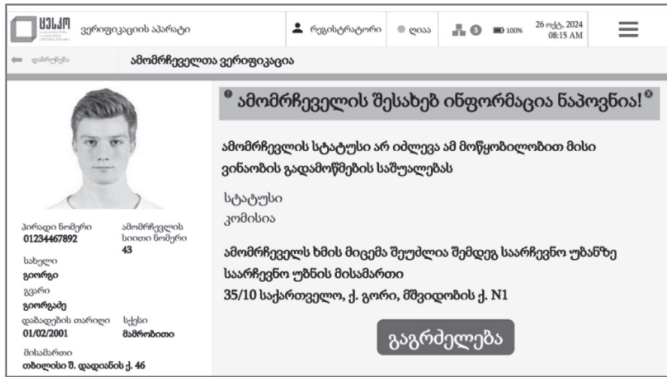 ცესკო
ვერიფიკაციის აპარატი
რეგისტრატორი
ღიაა
3
100%
26 ოქტ, 2024
08:15 AM
დაბრუნება
ამომრჩეველთა ვერიფიკაცია
ამომრჩეველის შესახებ ინფორმაცია ნაპოვნია!
ამომრჩევლის სტატუსი არ იძლევა ამ მოწყობილობით მისი
ვინაობის გადამოწმების საშუალებას
სტატუსი
კომისია
ამომრჩეველს ხმის მიცემა შეუძლია შემდეგ საარჩევნო უბანზე
საარჩევნო უბნის მისამართი
35/10 საქართველო, ქ. გორი, მშვიდობის ქ. N1
გაგრძელება
პირადი ნომერი
01234467892
ამომრჩევლის
სიითი ნომერი
43
სახელი
გიორგი
გვარი
გიორგაძე
დაბადების თარიღი
01/02/2001
სქესი
მამრობითი
მისამართი
თბილისი შ. დადიანის ქ. 46